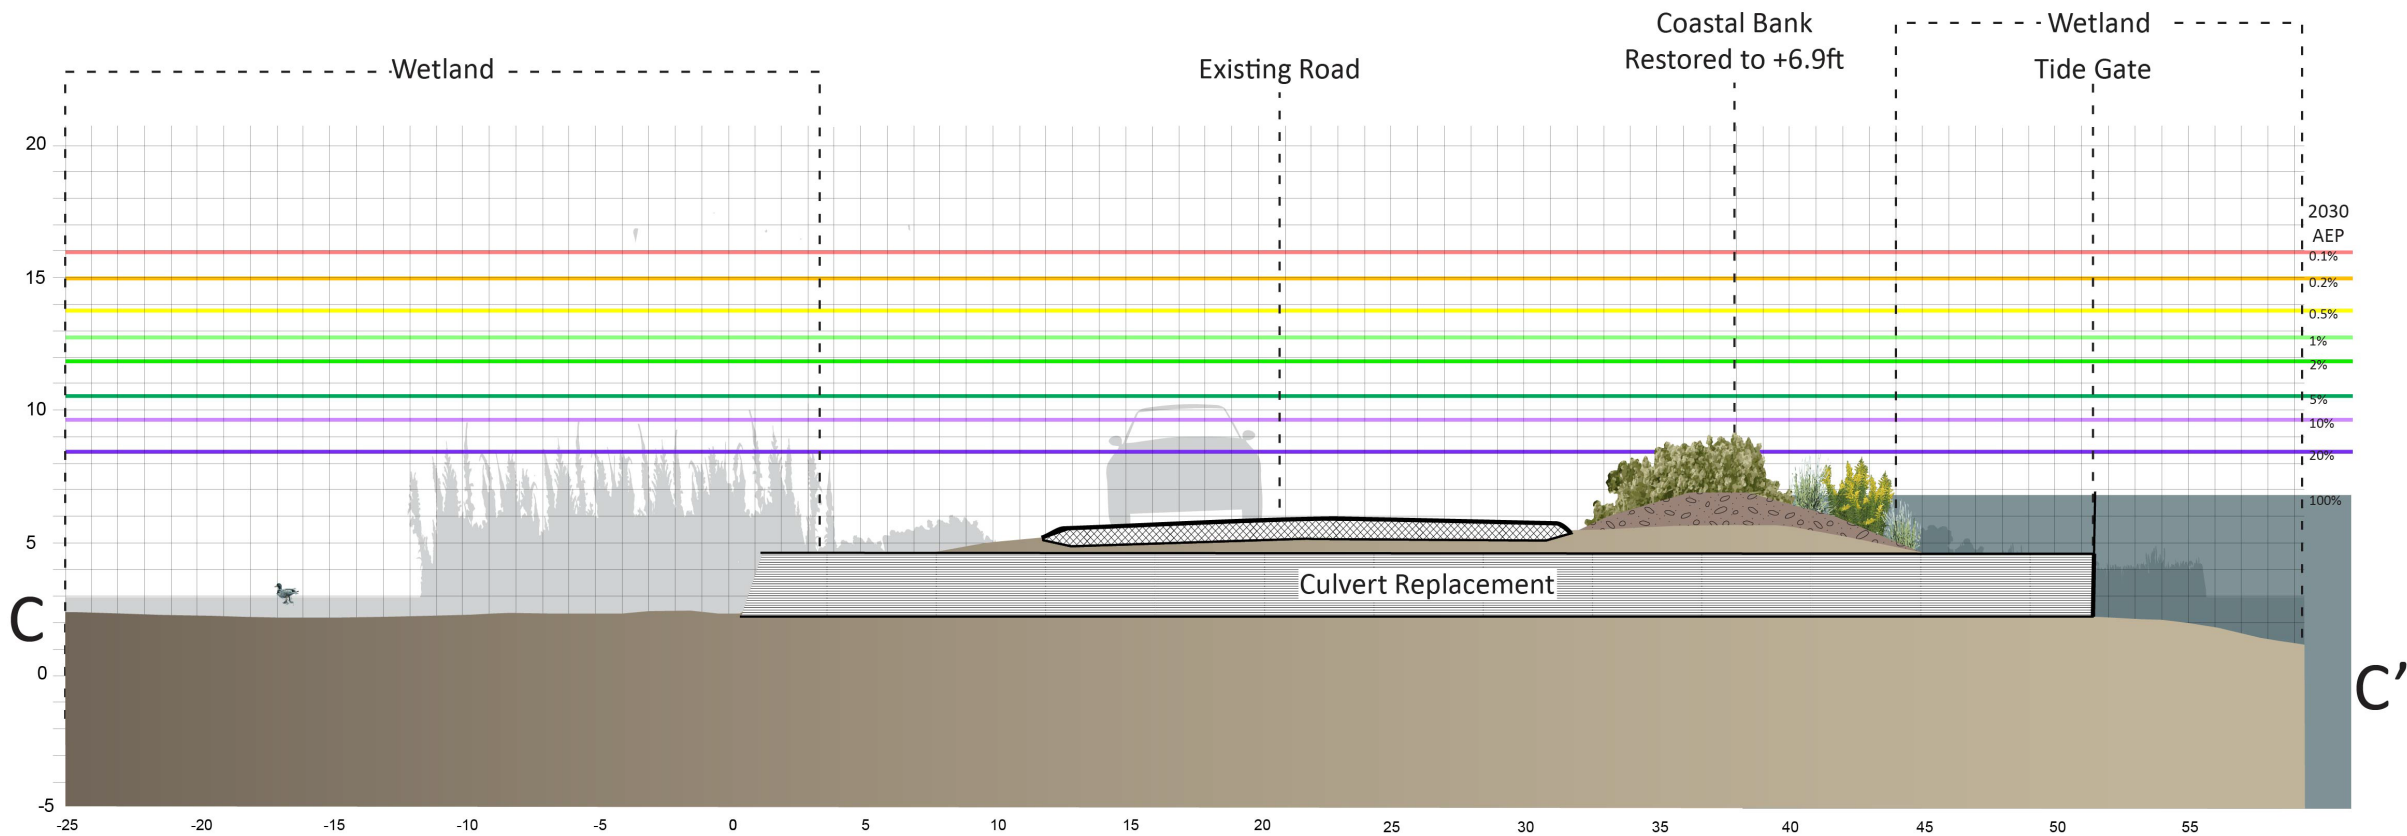 Coastal Bank
Restored to +6.9ft
Wetland
Wetland
Existing Road
Tide Gate
20
15
10
5
0
-5
2030
AEP
0.1%
0.2%
0.5%
1%
2%
5%
10%
20%
100%
Culvert Replacement
C
C’
-25 -20 -15 -10 -5 0 5 10 15 20 25 30 35 40 45 50 55